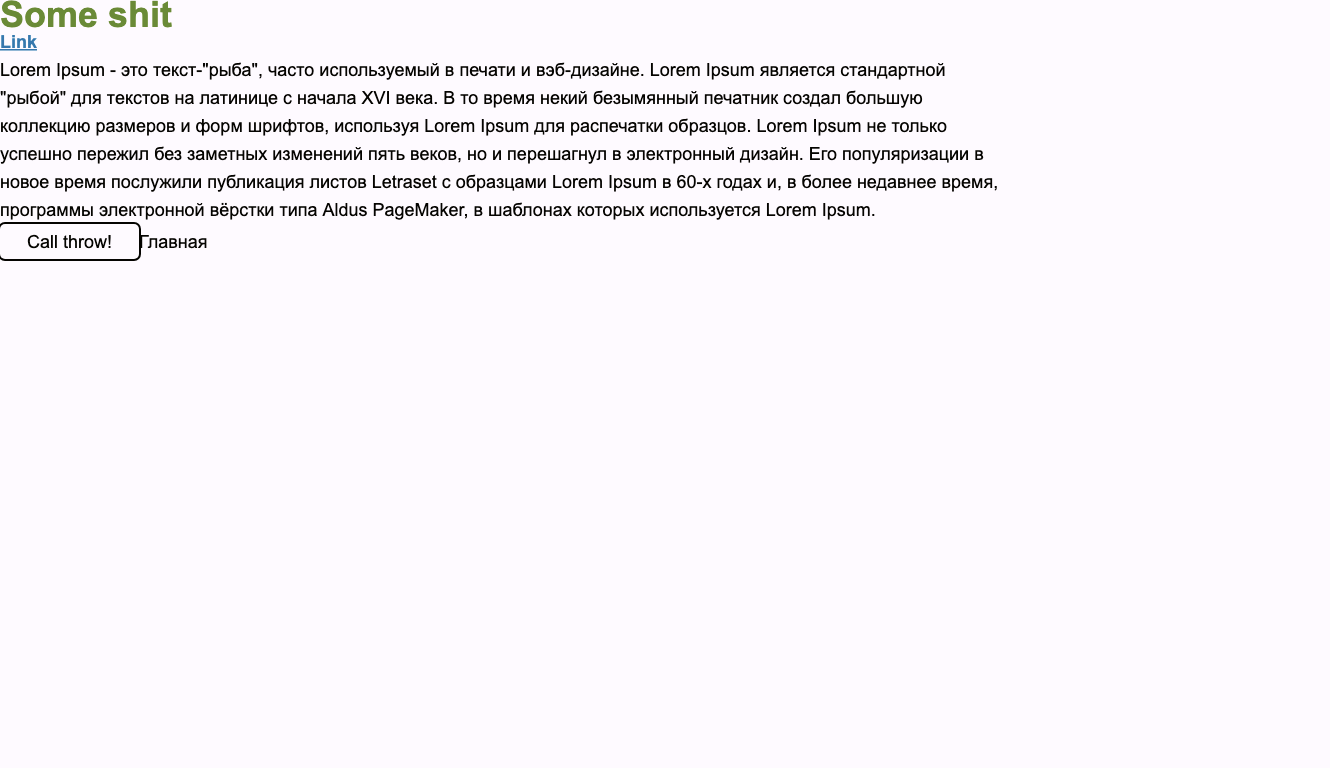 Some shit
Link
Lorem Ipsum - это текст-"рыба", часто используемый в печати и вэб-дизайне. Lorem Ipsum является стандартной
"рыбой" для текстов на латинице с начала XVI века. В то время некий безымянный печатник создал большую
коллекцию размеров и форм шрифтов, используя Lorem Ipsum для распечатки образцов. Lorem Ipsum не только
успешно пережил без заметных изменений пять веков, но и перешагнул в электронный дизайн. Его популяризации в
новое время послужили публикация листов Letraset с образцами Lorem Ipsum в 60-х годах и, в более недавнее время,
программы электронной вёрстки типа Aldus PageMaker, в шаблонах которых используется Lorem Ipsum.
Call throw! Главная